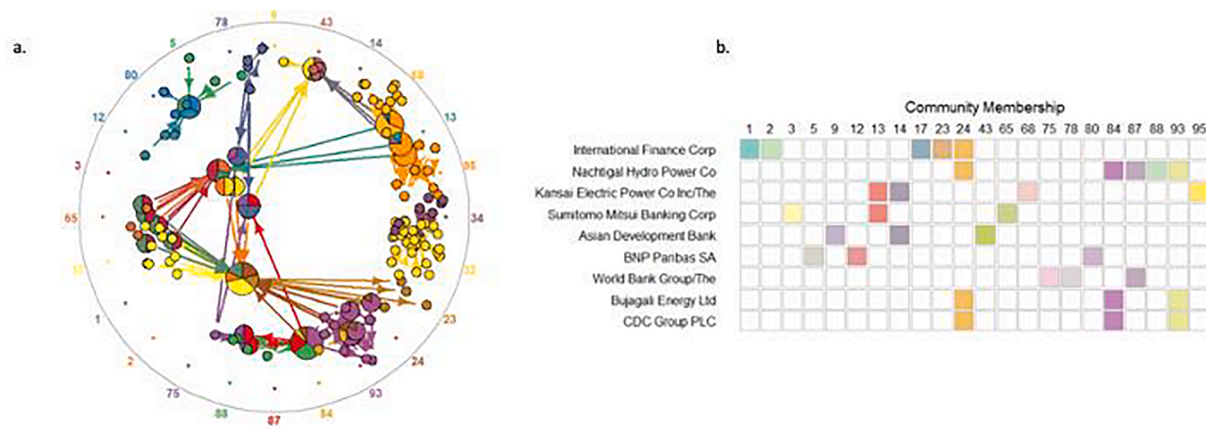 a.
b.
6
78
43
5
14
80
68
12
13
3
95
65
34
1
23
2
24
75
93
88
84
87
Community Membership
1 2 3 5 9 12 13 14 17 23 24 43 65 68 75 78 80 84 87 88 93 95
International Finance Corp
Nachtigal Hydro Power Co
Kansai Electric Power Co Inc/The
Sumitomo Mitsui Banking Corp
Asian Development Bank
BNP Paribas SA
World Bank Group/The
Bujagali Energy Ltd
CDC Group PLC